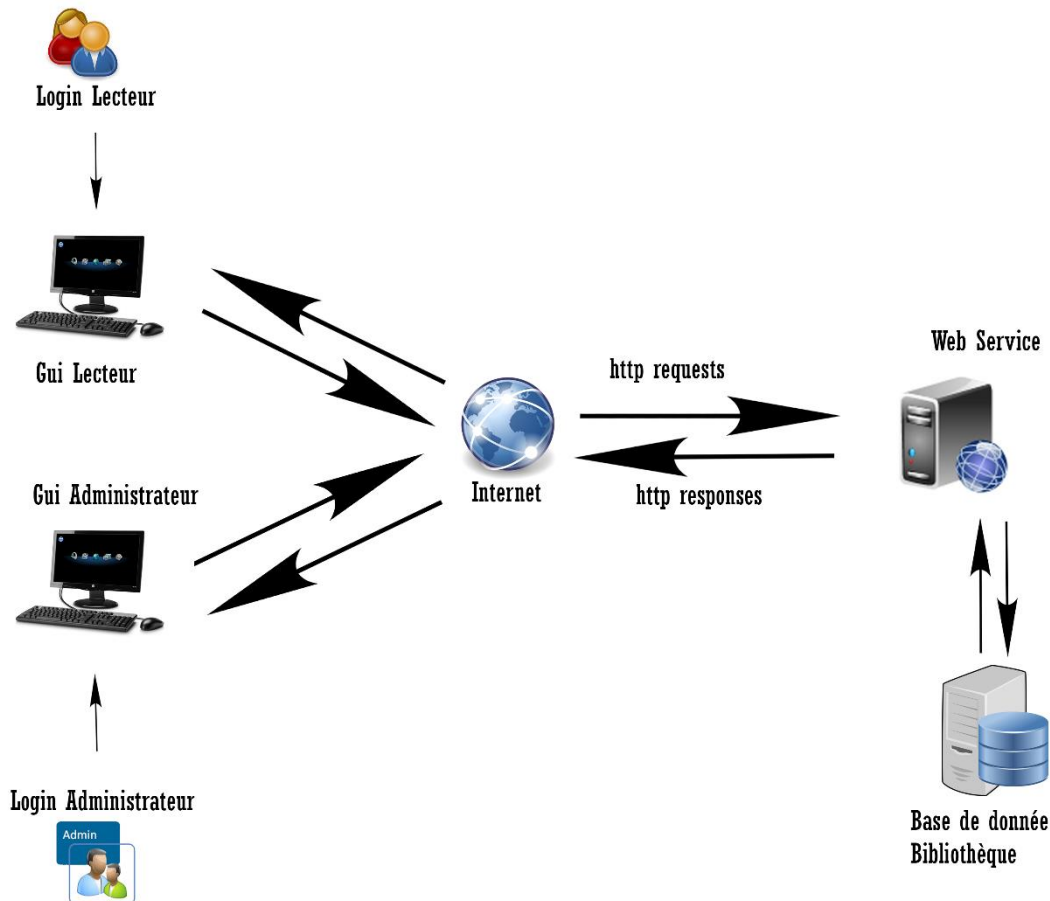 Login Lecteur
Gui Lecteur
Gui Administrateur
Login Administrateur
Admin
Internet
http requests
http responses
Web Service
Base de donnée
Bibliothèque